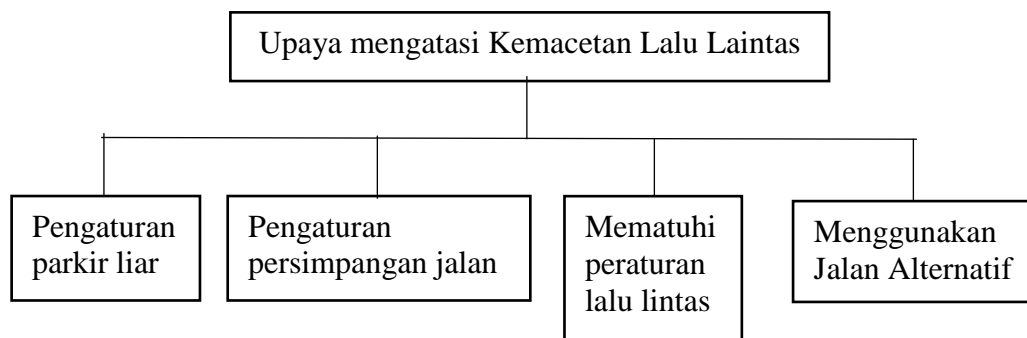 Upaya mengatasi Kemacetan Lalu Laintas
Pengaturan
parkir liar
Pengaturan
persimpangan jalan
Mematuhi
peraturan
lalu lintas
Menggunakan
Jalan Alternatif